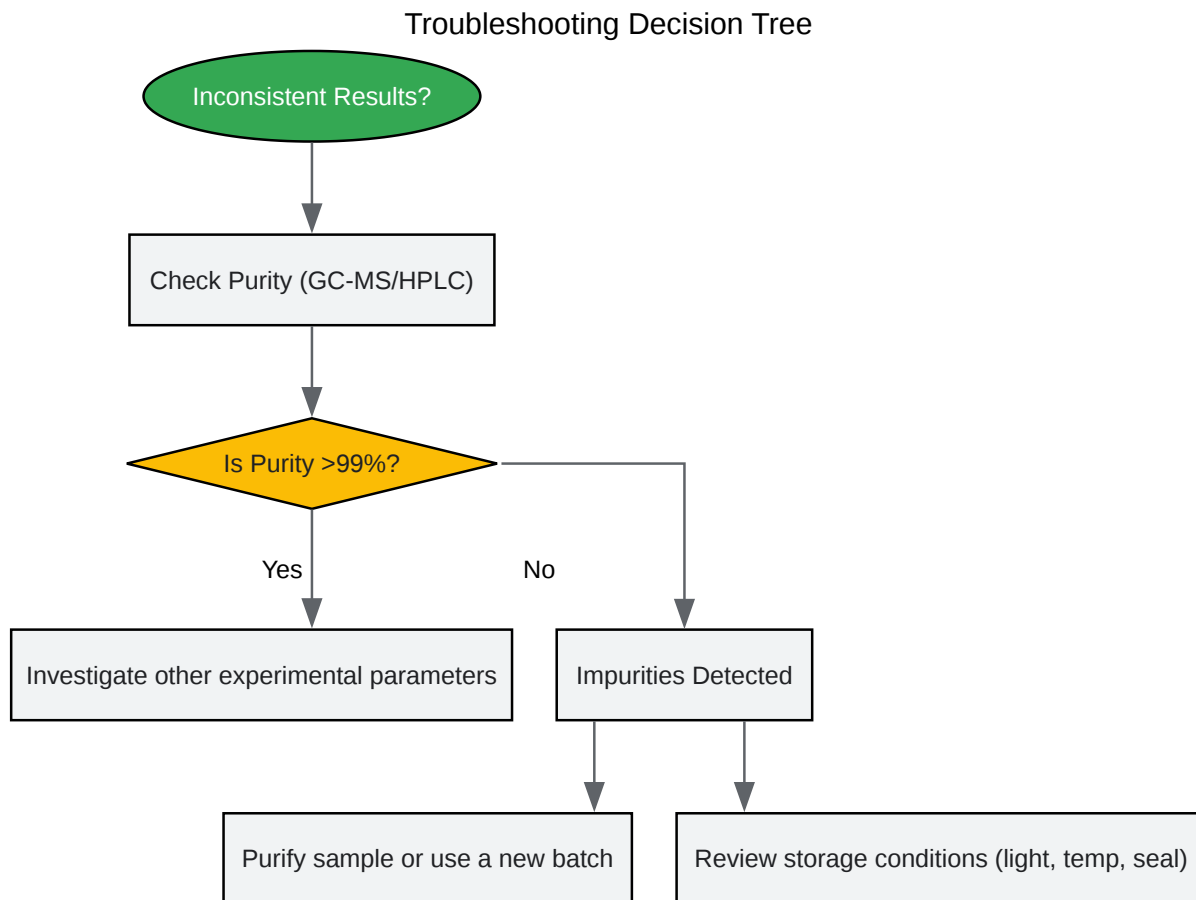 Troubleshooting Decision Tree
Inconsistent Results?
Check Purity (GC-MS/HPLC)
Is Purity >99%?
Yes
No
Investigate other experimental parameters
Impurities Detected
Purify sample or use a new batch
Review storage conditions (light, temp, seal)